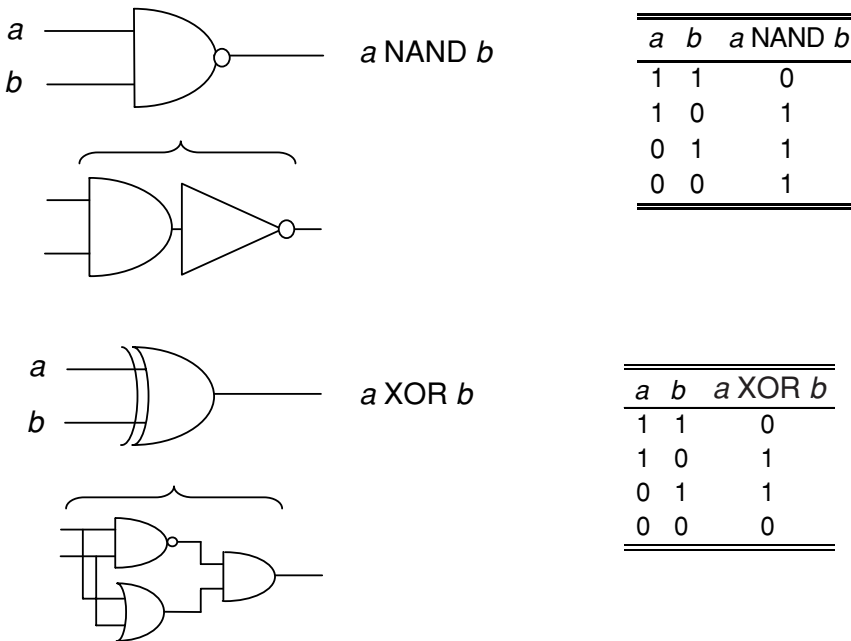 a
b
a NAND b
a b a NAND b
1 1 0
1 0 1
0 1 1
0 0 1
a
b
a XOR b
a b a XOR b
1 1 0
1 0 1
0 1 1
0 0 0